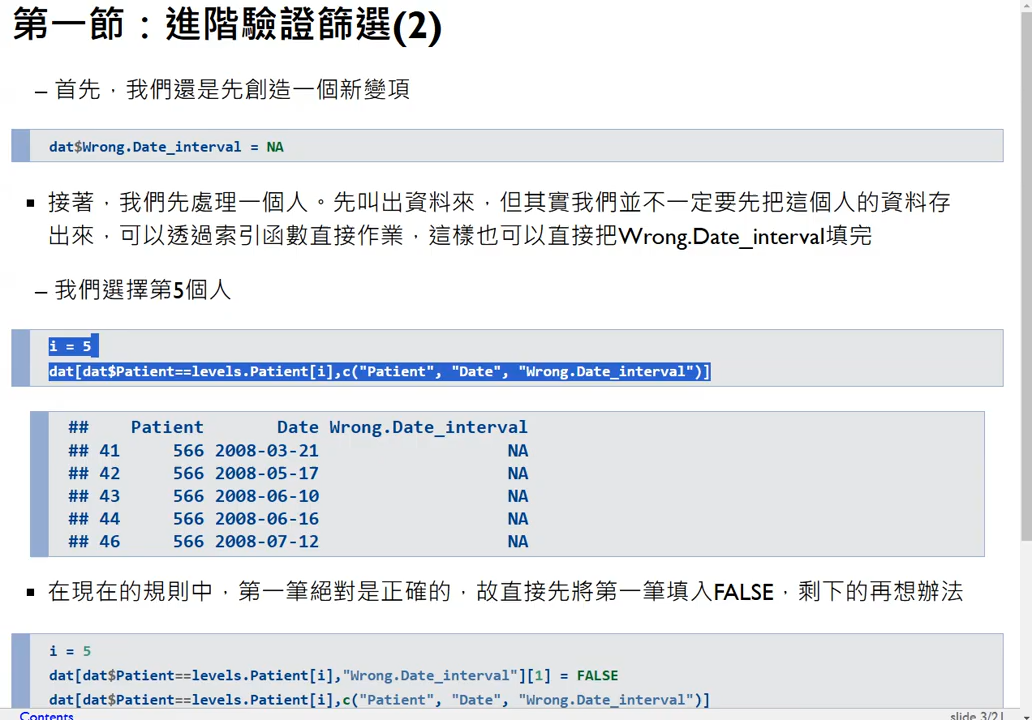 第一節：進階驗證篩選(2)
– 首先，我們還是先創造一個新變項
dat$Wrong.Date_interval = NA
▪ 接著，我們先處理一個人。先叫出資料來，但其實我們並不一定要先把這個人的資料存
出來，可以透過索引函數直接作業，這樣也可以直接把Wrong.Date_interval填完
– 我們選擇第5個人
i = 5
dat[dat$Patient==levels.Patient[i],c("Patient", "Date", "Wrong.Date_interval")]
##    Patient       Date Wrong.Date_interval
## 41     566 2008-03-21                  NA
## 42     566 2008-05-17                  NA
## 43     566 2008-06-10                  NA
## 44     566 2008-06-16                  NA
## 46     566 2008-07-12                  NA
▪ 在現在的規則中，第一筆絕對是正確的，故直接先將第一筆填入FALSE，剩下的再想辦法
i = 5
dat[dat$Patient==levels.Patient[i],"Wrong.Date_interval"][1] = FALSE
dat[dat$Patient==levels.Patient[i],c("Patient", "Date", "Wrong.Date_interval")]
Contents
slide 3/21